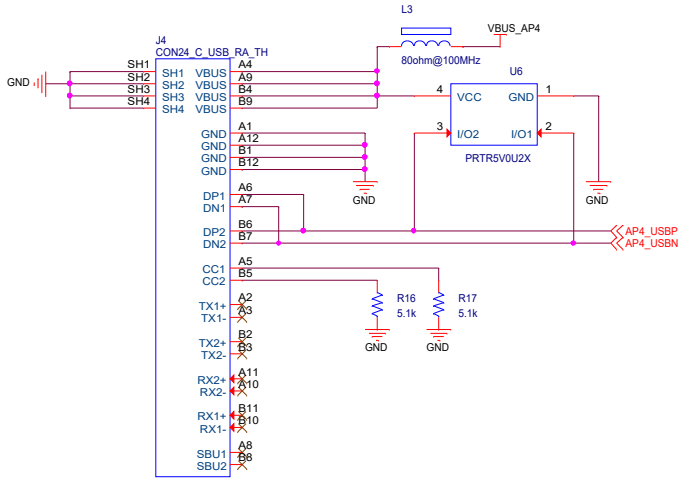 L3
VBUS_AP4
80ohm@100MHz
J4
CON24_C_USB_RA_TH
U6
GND
SH1 SH1 VBUS A4
SH2 SH2 VBUS A9
SH3 SH3 VBUS B4
SH4 SH4 VBUS B9
4 VCC GND 1
3 I/O2 I/O1 2
PRTR5V0U2X
GND A1
GND A12
GND B1
GND B12
GND
GND
DP1 A6
DN1 A7
DP2 B6 AP4_USBP
DN2 B7 AP4_USBN
CC1 A5
CC2 B5
R16 R17
5.1k 5.1k
GND GND
TX1+ A2
TX1- A3
TX2+ B2
TX2- B3
RX2+ A11
RX2- A10
RX1+ B11
RX1- B10
SBU1 A8
SBU2 B8